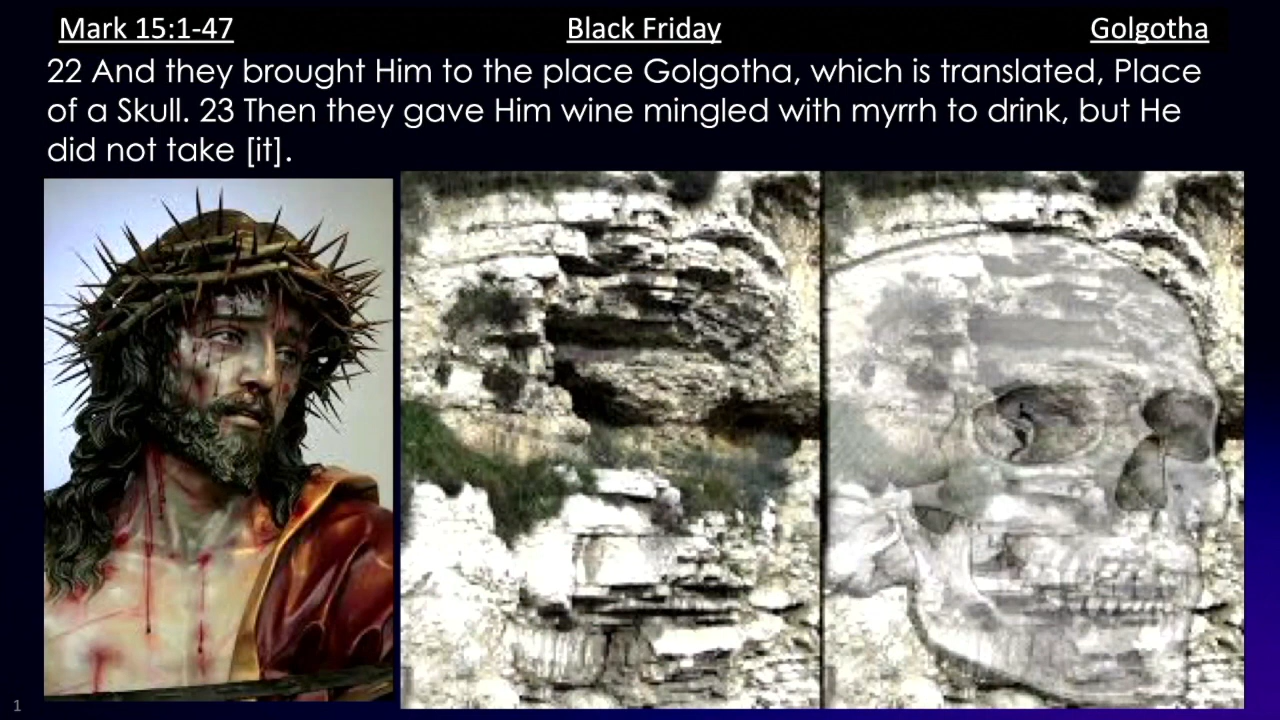 Mark 15:1-47 Black Friday Golgotha
22 And they brought Him to the place Golgotha, which is translated, Place
of a Skull. 23 Then they gave Him wine mingled with myrrh to drink, but He
did not take [it].
1